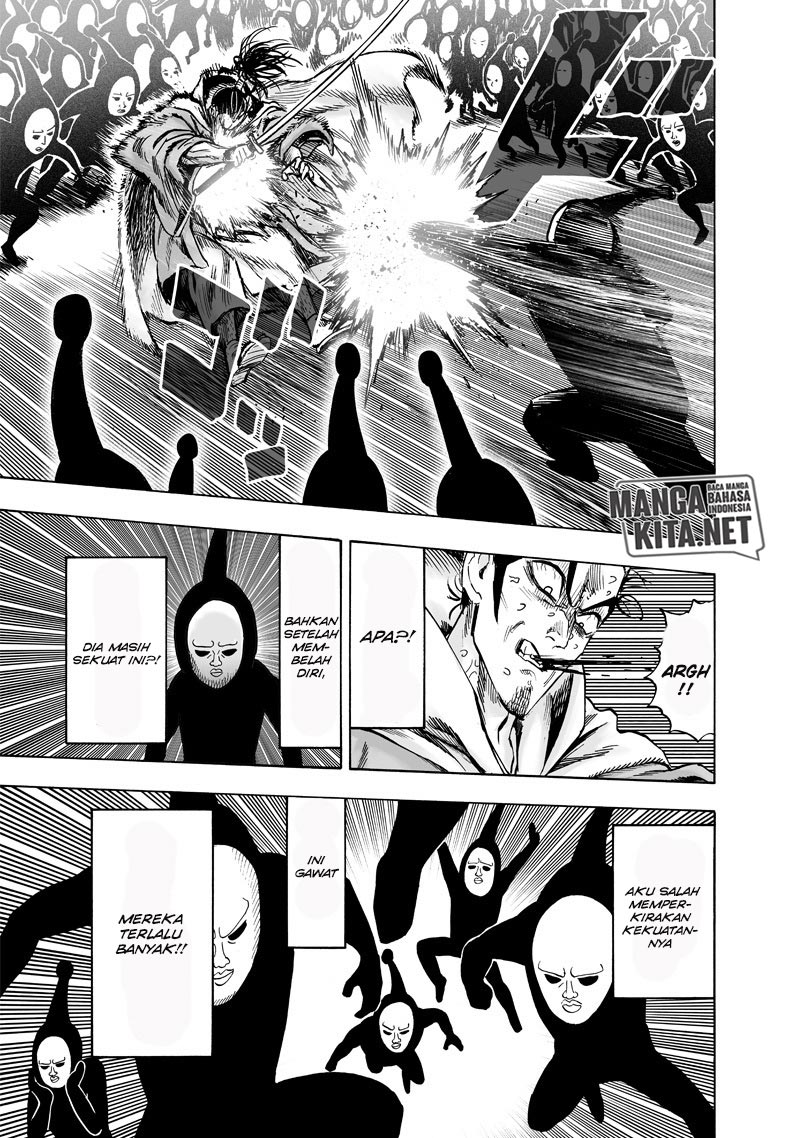 MANGA
KITA.NET
BACA MANGA
BAHASA
INDONESIA
ARGH
!!
APA?!
BAHKAN
SETELAH
MEM-
BELAH
DIRI,
DIA MASIH
SEKUAT INI?!
AKU SALAH
MEMPER-
KIRAKAN
KEKUATAN-
NYA
INI
GAWAT
MEREKA
TERLALU
BANYAK!!